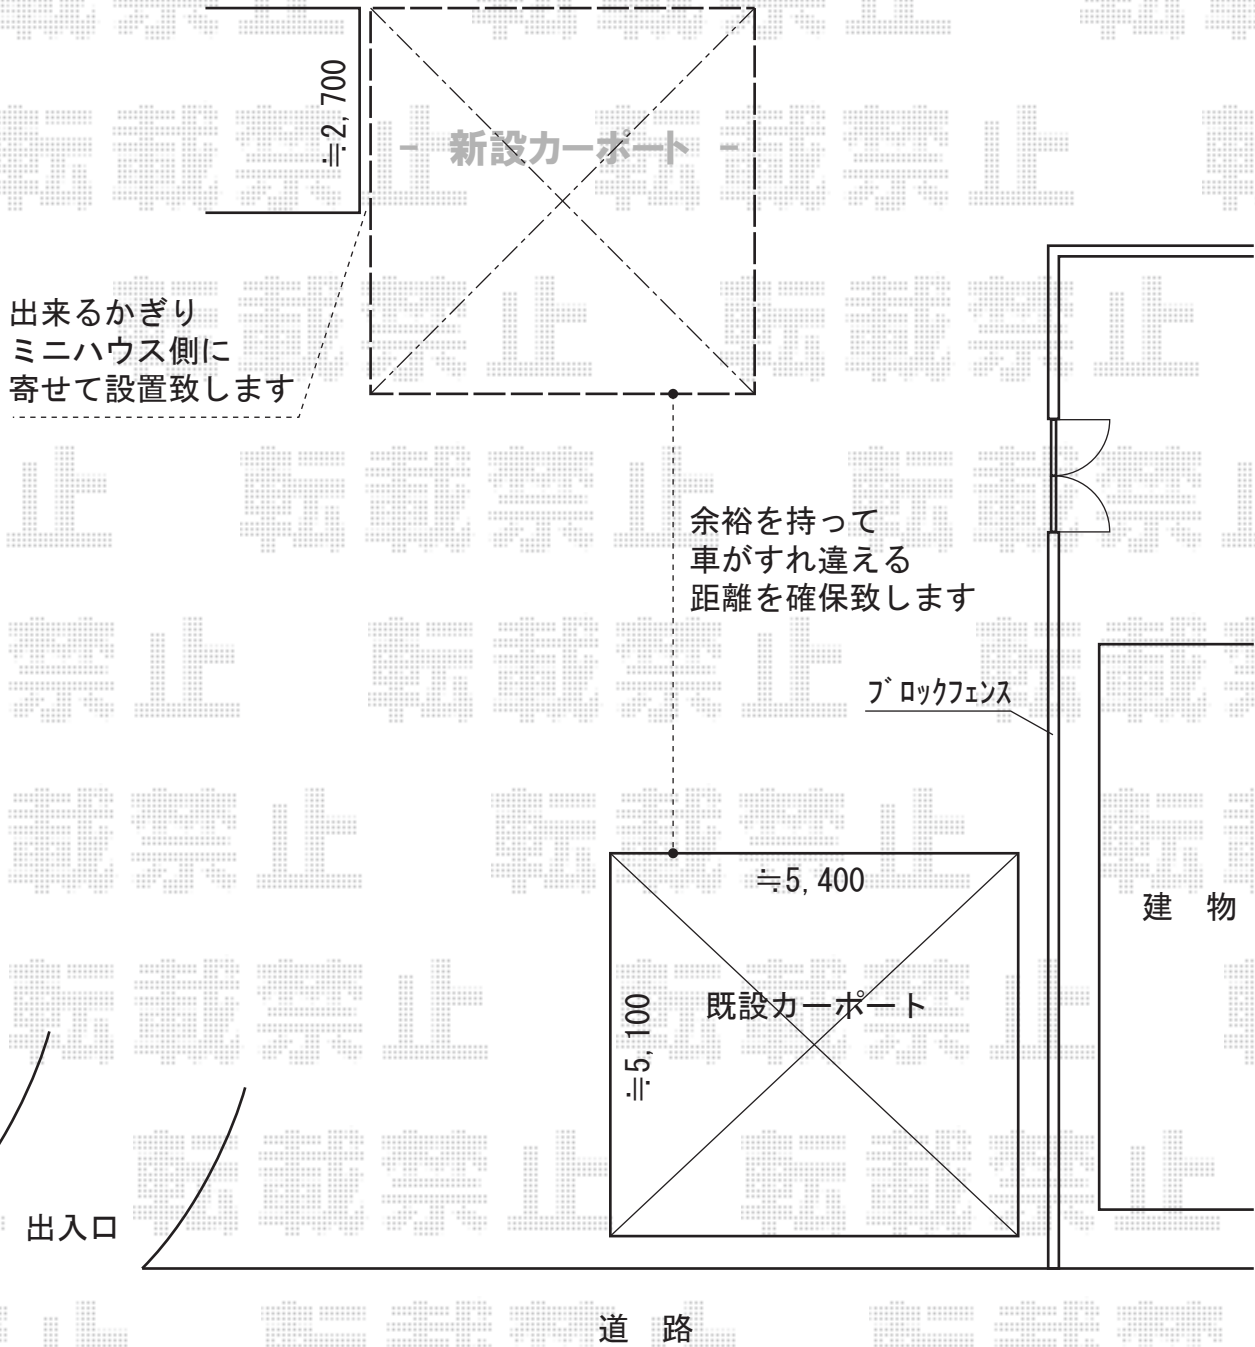 ≒2,700
- 新設カーポート -
出来るかぎり
ミニハウス側に
寄せて設置致します
余裕を持って
車がすれ違える
距離を確保致します
ブロックフェンス
≒5,400
建 物
≒5,100
既設カーポート
出入口
道 路
転載禁止